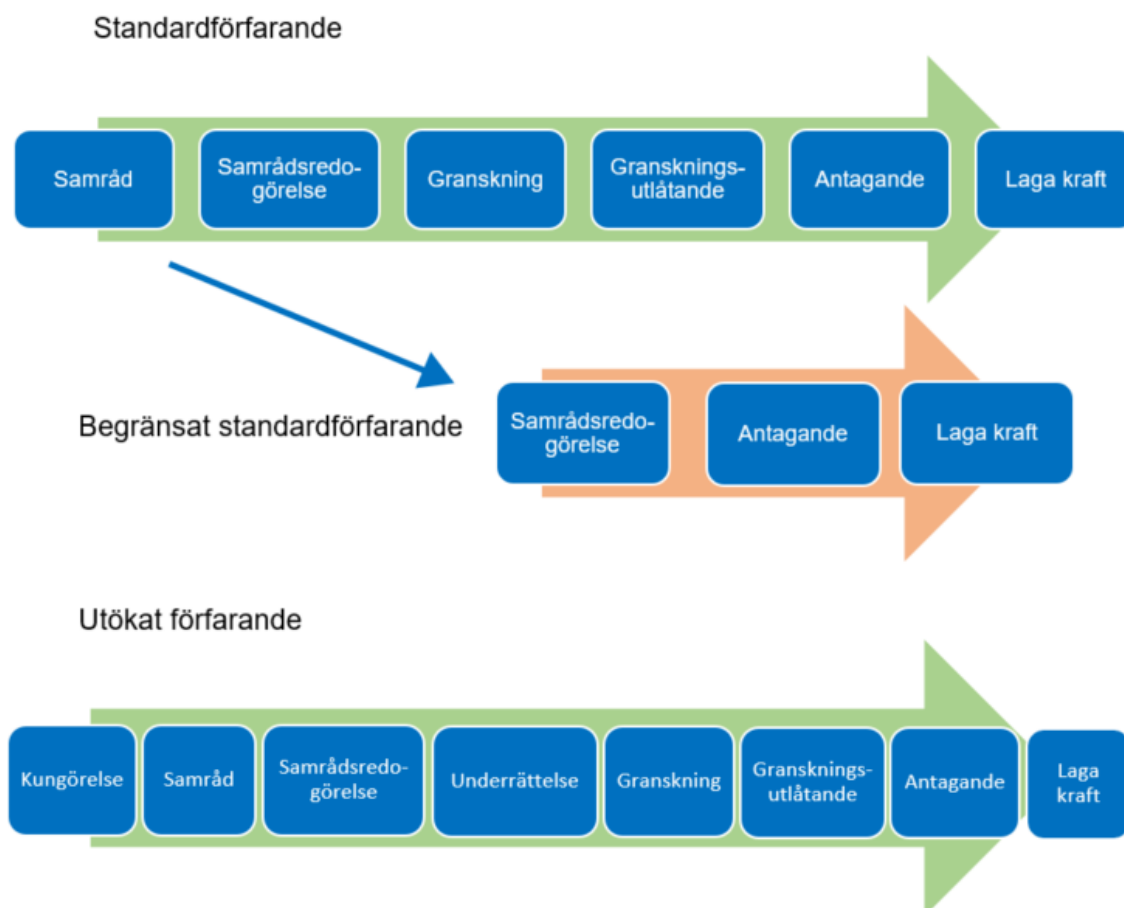 Standardförfarande
Samråd
Samrådsredo-
görelse
Granskning
Gransknings-
utlåtande
Antagande
Laga kraft
Begränsat standardförfarande
Samrådsredo-
görelse
Antagande
Laga kraft
Utökat förfarande
Kungörelse
Samråd
Samrådsredo-
görelse
Underrättelse
Granskning
Gransknings-
utlåtande
Antagande
Laga
kraft